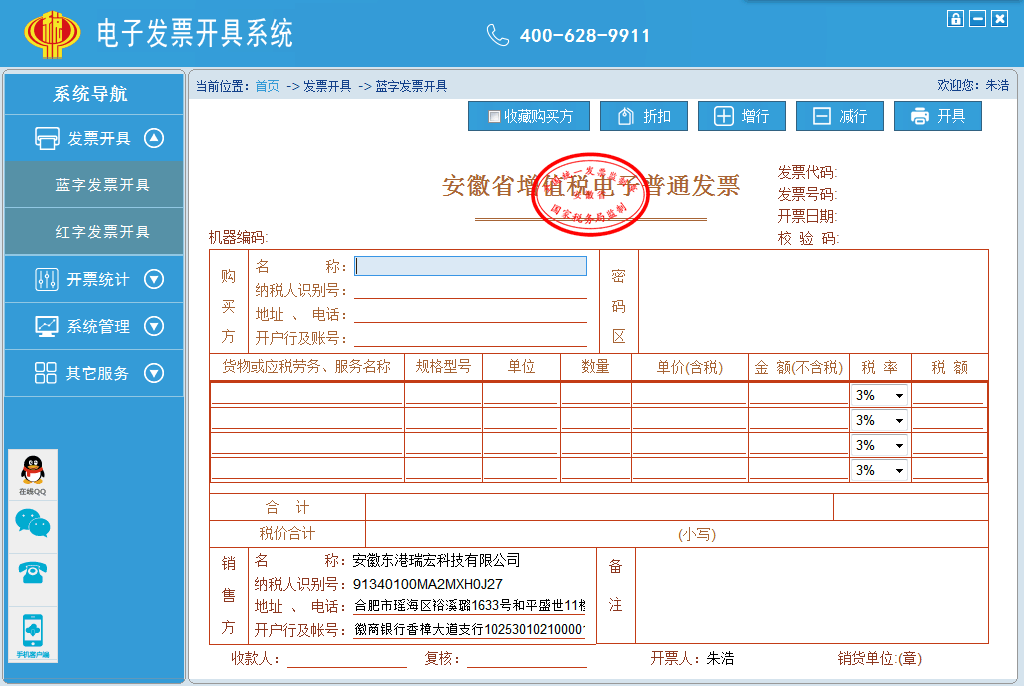 电子发票开具系统
400-628-9911
系统导航
发票开具
蓝字发票开具
红字发票开具
开票统计
系统管理
其它服务
在线QQ
手机客户端
当前位置：首页 -> 发票开具 -> 蓝字发票开具
欢迎您：朱浩
收藏购买方 折扣 增行 减行 开具
安徽省增值税电子普通发票
全国统一发票监制章
安徽省
国家税务局监制
发票代码:
发票号码:
开票日期:
校 验 码:
机器编码:
购买方
名 称：
纳税人识别号：
地址 、 电话：
开户行及账号：
密码区
货物或应税劳务、服务名称 规格型号 单位 数量 单价(含税) 金 额(不含税) 税 率 税 额
3%
3%
3%
3%
合 计
税价合计 (小写)
销售方
名 称：安徽东港瑞宏科技有限公司
纳税人识别号：91340100MA2MXH0J27
地址 、 电话：合肥市瑶海区裕溪路1633号和平盛世11栋
开户行及帐号：徽商银行香樟大道支行10253010210000
备注
收款人： 复核： 开票人：朱浩 销货单位:(章)